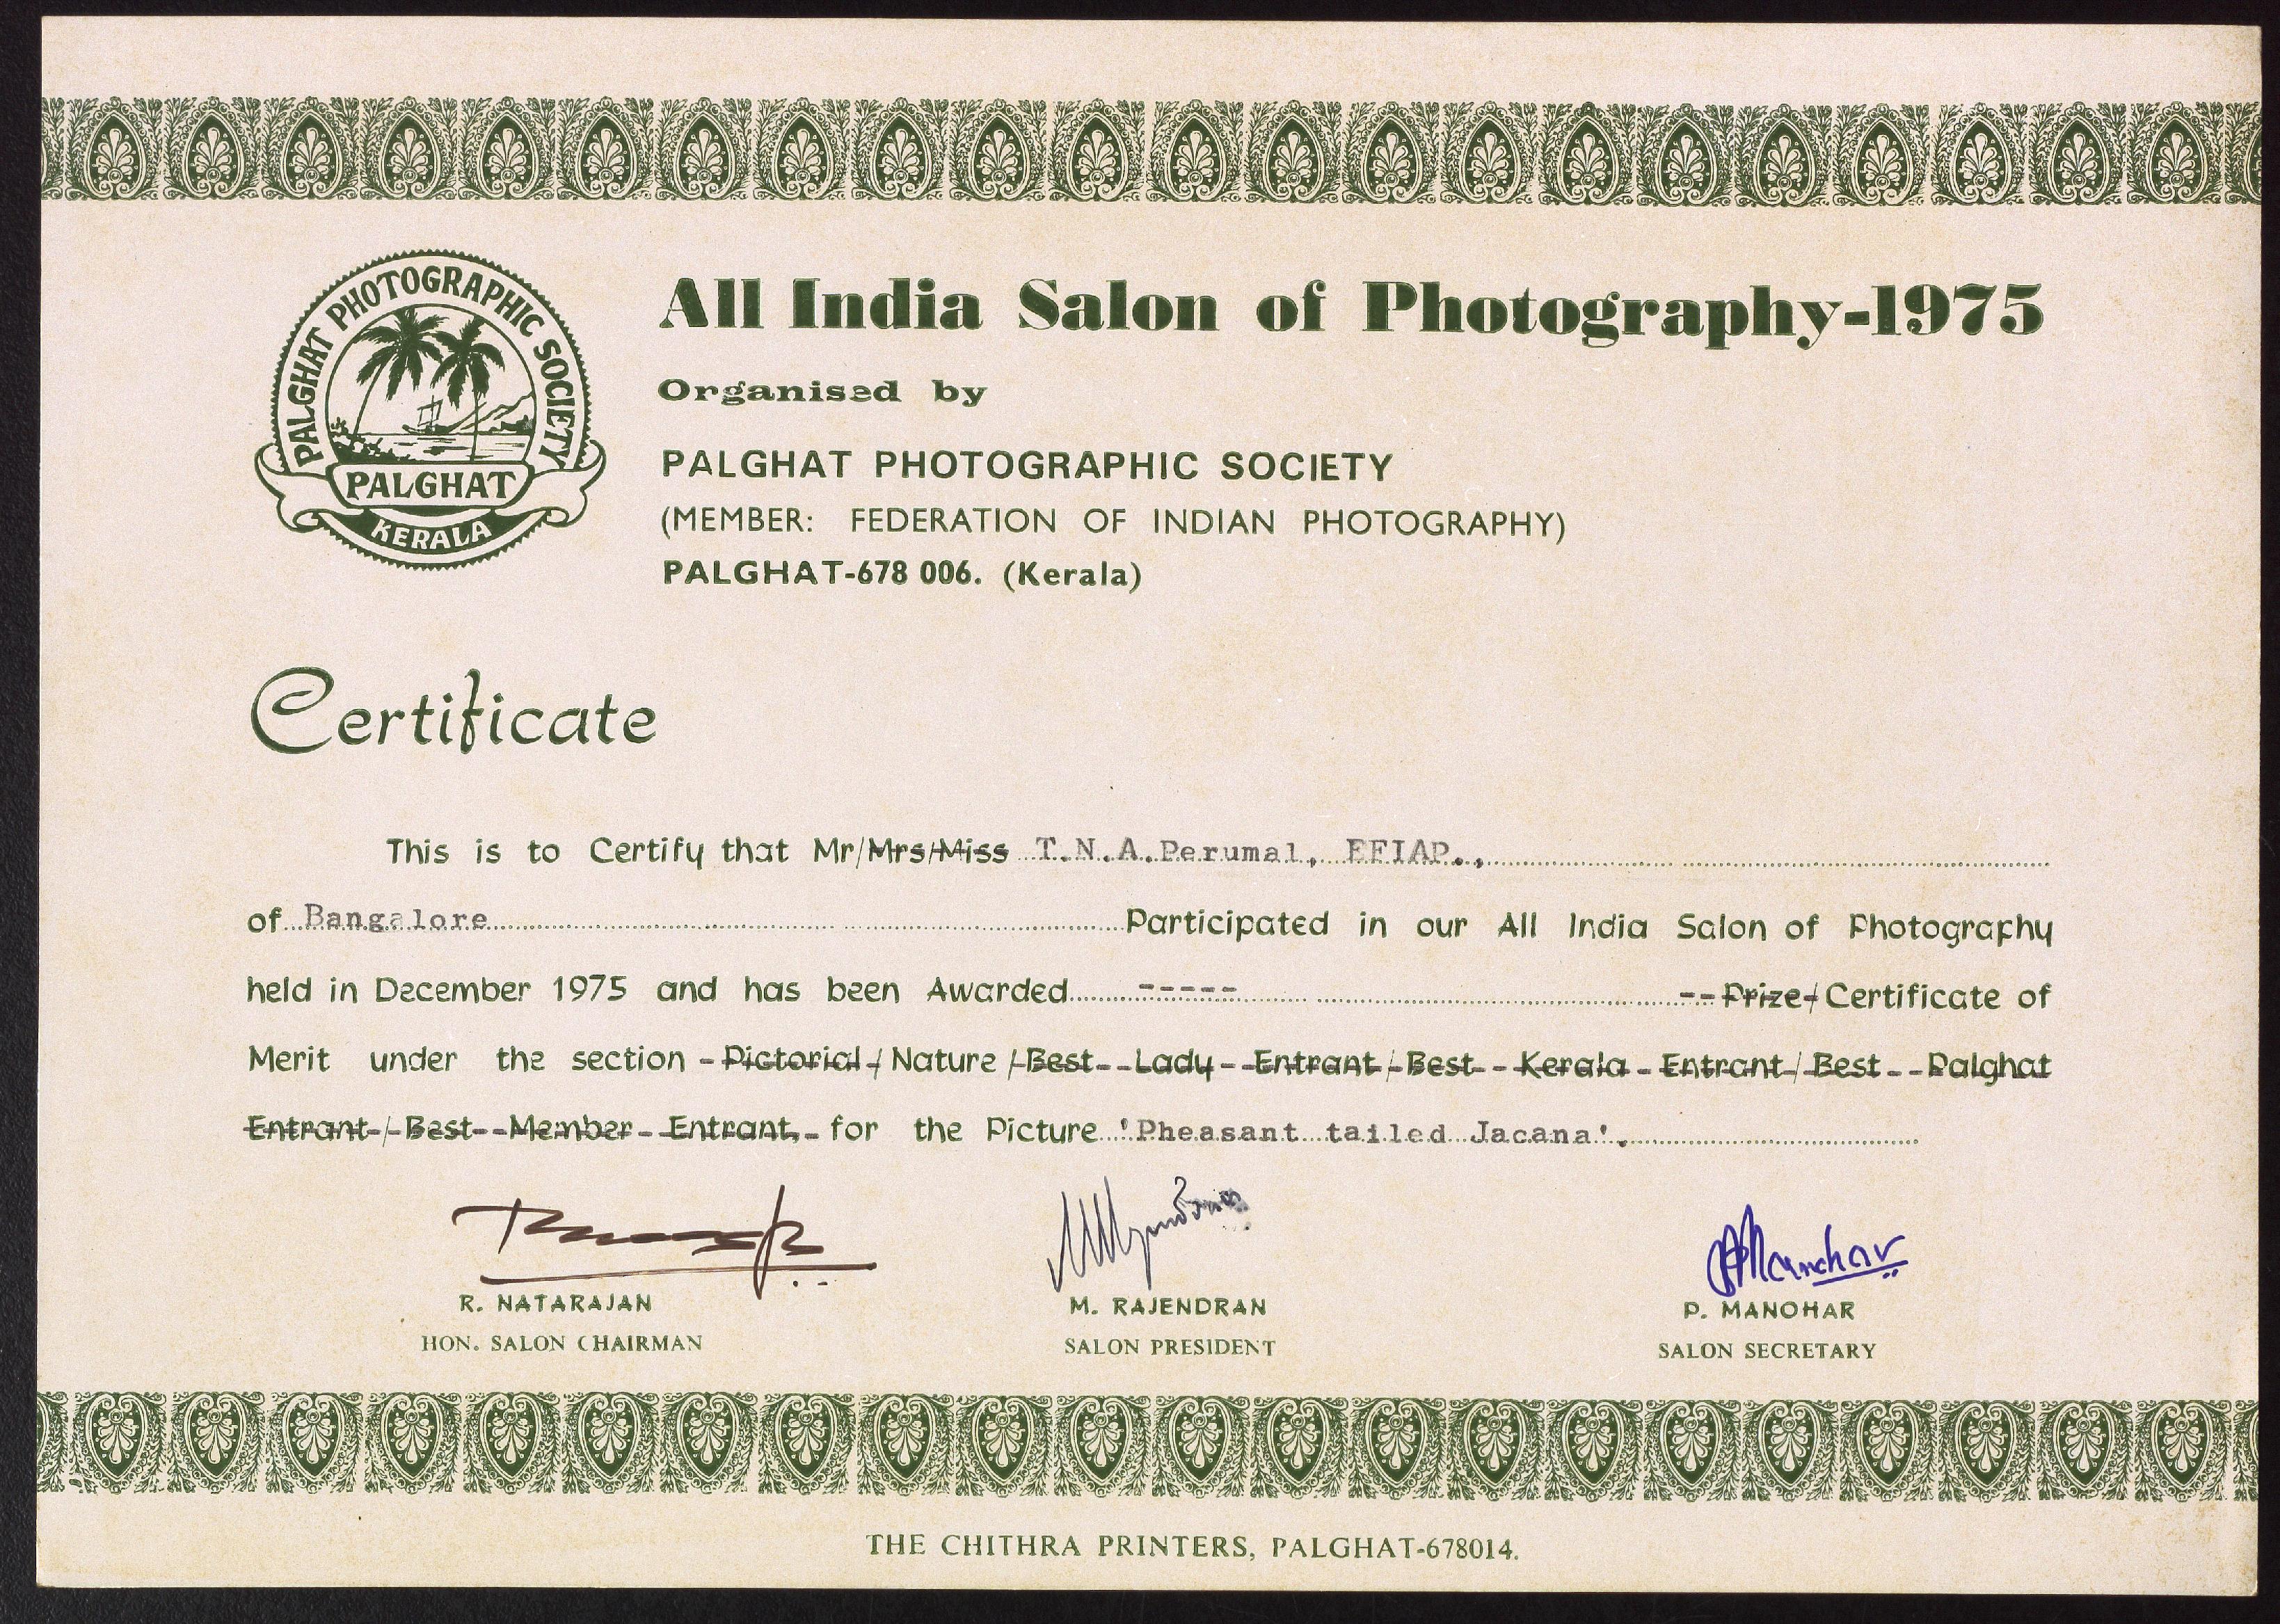 PALGHAT PHOTOGRAPHIC SOCIETY
PALGHAT
KERALA
All India Salon of Photography-1975
Organised by
PALGHAT PHOTOGRAPHIC SOCIETY
(MEMBER: FEDERATION OF INDIAN PHOTOGRAPHY)
PALGHAT-678 006. (Kerala)
Certificate
This is to Certify that Mr/Mrs/Miss T.N.A.Perumal, EFIAP.,
of Bangalore Participated in our All India Salon of Photography
held in December 1975 and has been Awarded ----- -- Prize/Certificate of
Merit under the section - Pictorial / Nature / Best Lady Entrant / Best Kerala Entrant / Best Palghat
Entrant / Best Member Entrant, for the Picture 'Pheasant tailed Jacana'.
Manohar
R. NATARAJAN
M. RAJENDRAN
P. MANOHAR
HON. SALON CHAIRMAN
SALON PRESIDENT
SALON SECRETARY
THE CHITHRA PRINTERS, PALGHAT-678014.